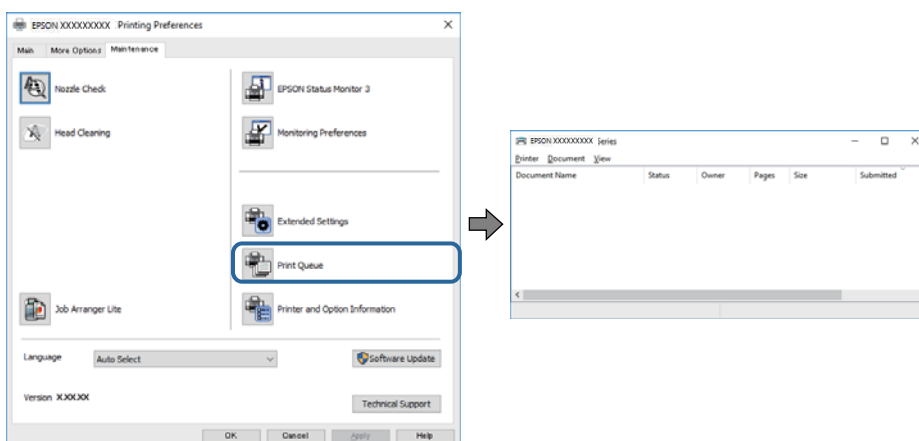 EPSON XXXXXXXXX Printing Preferences
Main More Options Maintenance
Nozzle Check
EPSON Status Monitor 3
Head Cleaning
Monitoring Preferences
Extended Settings
Print Queue
Job Arranger Lite
Printer and Option Information
Language Auto Select Software Update
Version X.XX.XX
Technical Support
OK Cancel Apply Help
EPSON XXXXXXXXX Series
Printer Document View
Document Name Status Owner Pages Size Submitted